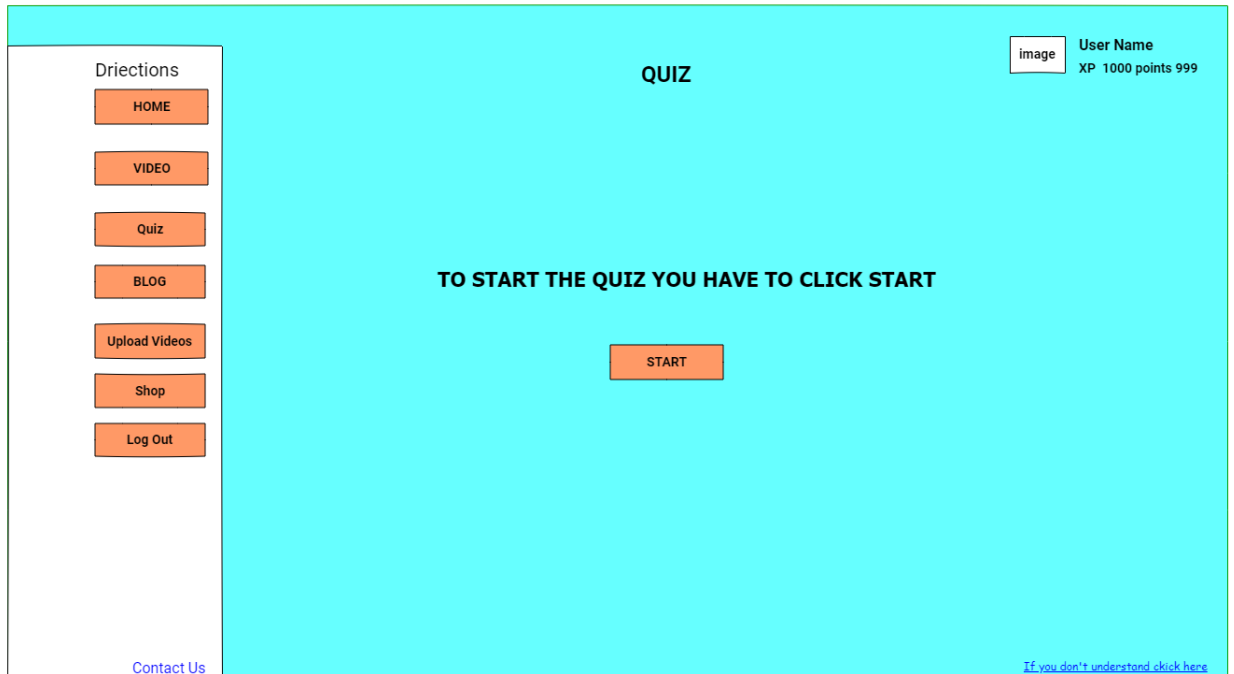 Driections
HOME
VIDEO
Quiz
BLOG
Upload Videos
Shop
Log Out
Contact Us
QUIZ
image
User Name
XP 1000 points 999
TO START THE QUIZ YOU HAVE TO CLICK START
START
If you don't understand ckick here